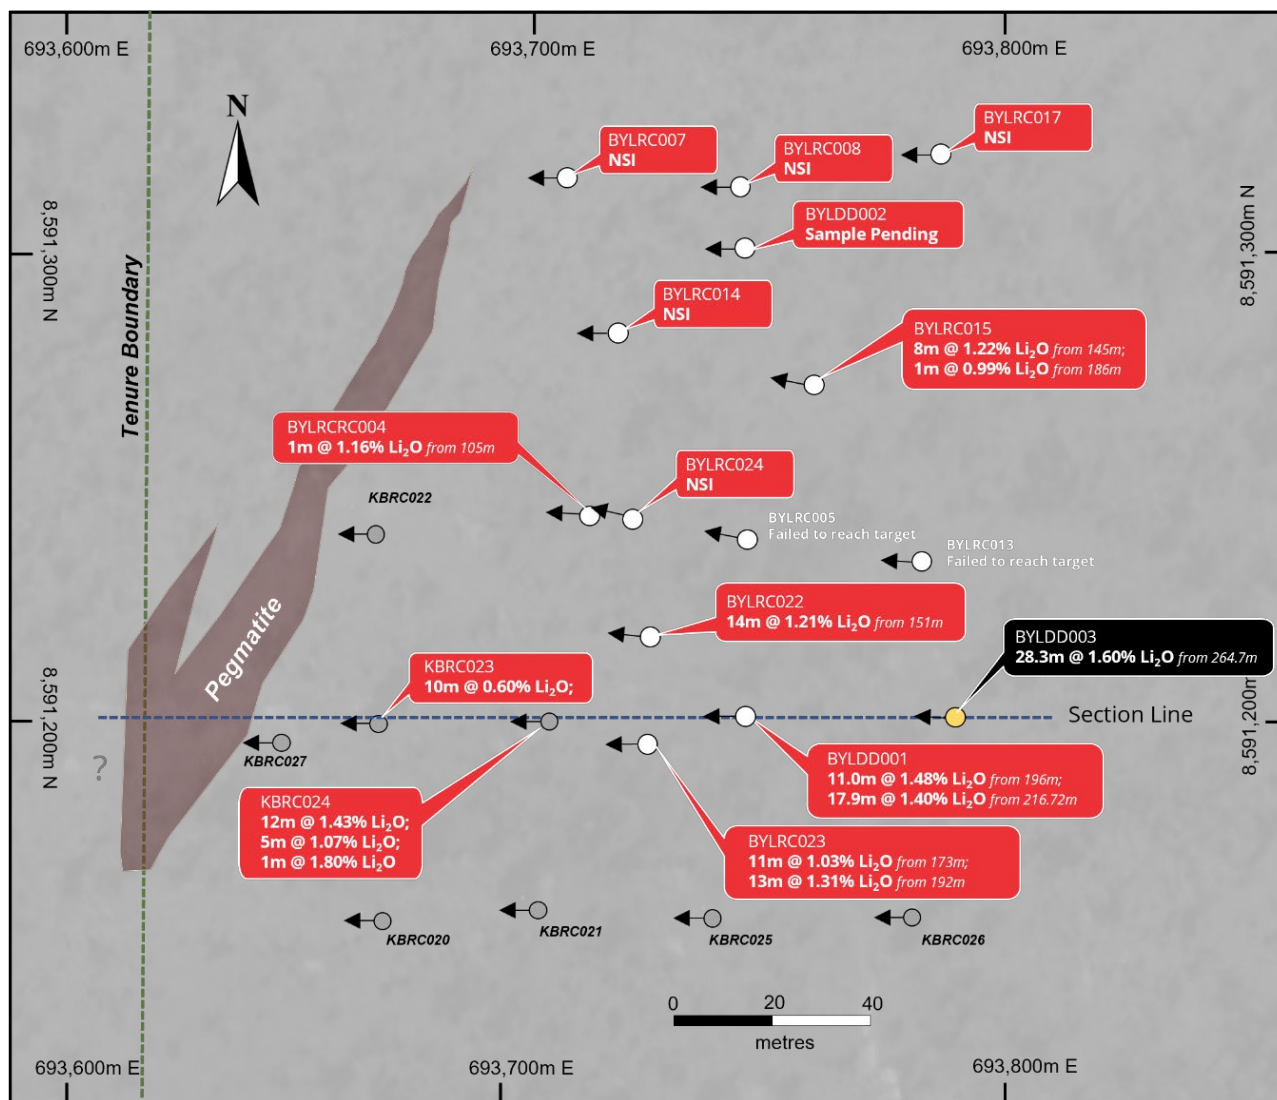 693,600m E
693,700m E
693,800m E
N
BYLRC017
NSI
BYLRC007
NSI
BYLRC008
NSI
BYLDD002
Sample Pending
8,591,300m N
8,591,300m N
Tenure Boundary
BYLRC014
NSI
BYLRC015
8m @ 1.22% Li₂O from 145m;
1m @ 0.99% Li₂O from 186m
BYLRCRC004
1m @ 1.16% Li₂O from 105m
BYLRC024
NSI
KBRC022
BYLRC005
Failed to reach target
BYLRC013
Failed to reach target
Pegmatite
BYLRC022
14m @ 1.21% Li₂O from 151m
BYLDD003
28.3m @ 1.60% Li₂O from 264.7m
KBRC023
10m @ 0.60% Li₂O;
8,591,200m N
8,591,200m N
Section Line
?
KBRC027
BYLDD001
11.0m @ 1.48% Li₂O from 196m;
17.9m @ 1.40% Li₂O from 216.72m
KBRC024
12m @ 1.43% Li₂O;
5m @ 1.07% Li₂O;
1m @ 1.80% Li₂O
BYLRC023
11m @ 1.03% Li₂O from 173m;
13m @ 1.31% Li₂O from 192m
KBRC020
KBRC021
KBRC025
KBRC026
0 20 40
metres
693,600m E
693,700m E
693,800m E